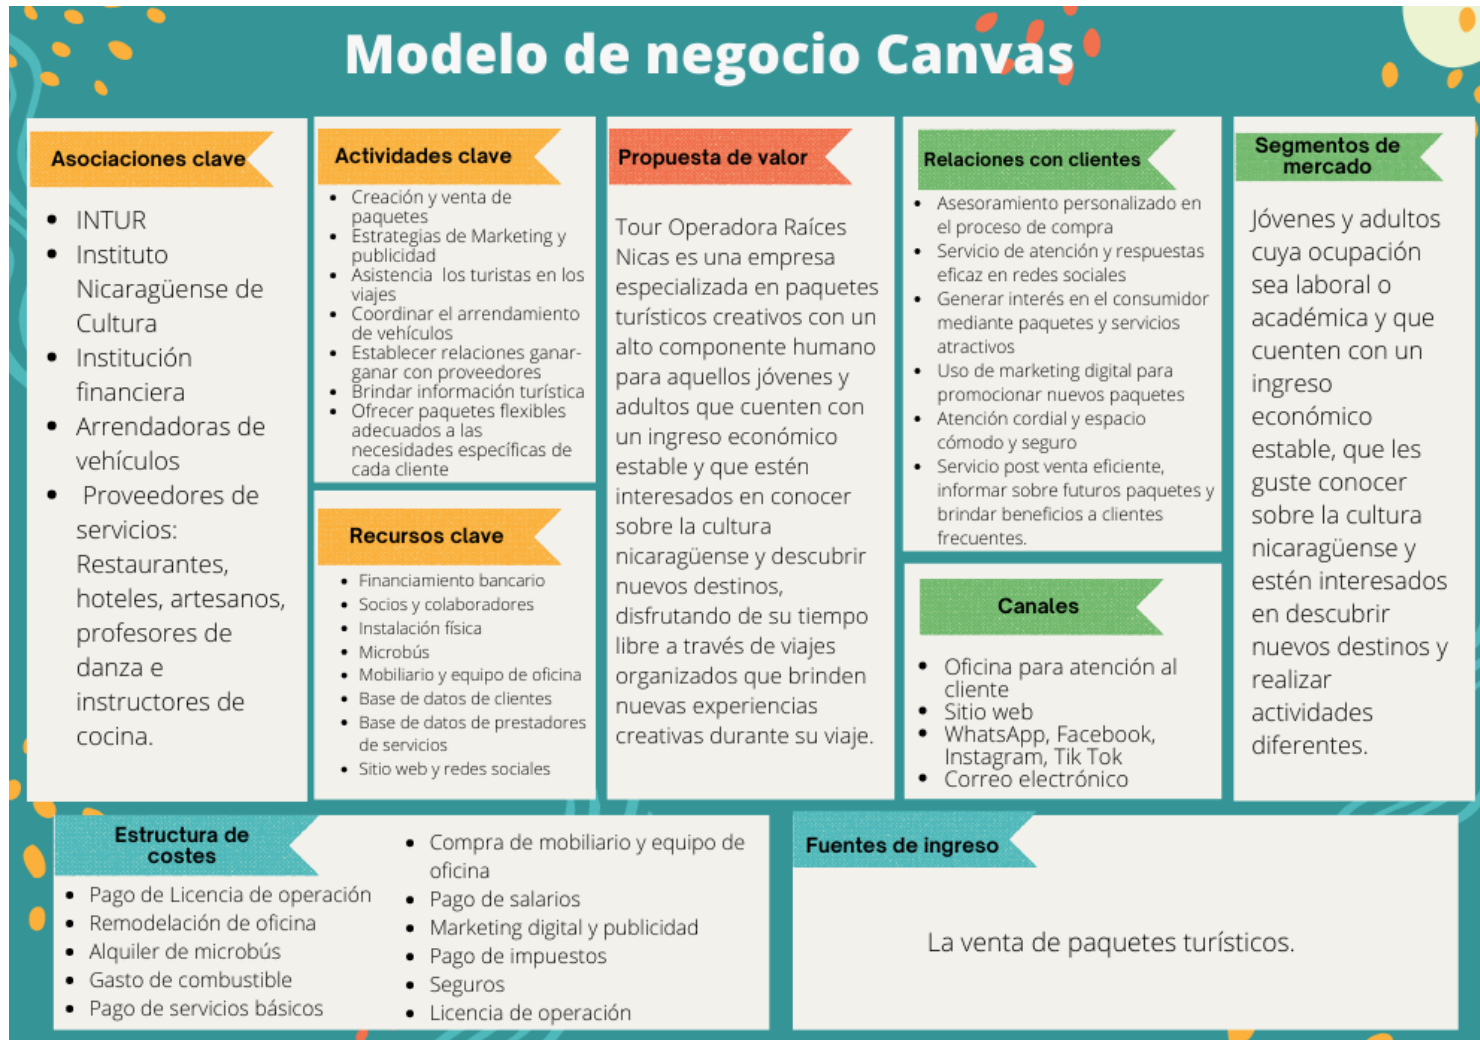 Modelo de negocio Canvas
Asociaciones clave
• INTUR
• Instituto
Nicaragüense de
Cultura
• Institución
financiera
• Arrendadoras de
vehículos
• Proveedores de
servicios:
Restaurantes,
hoteles, artesanos,
profesores de
danza e
instructores de
cocina.
Actividades clave
• Creación y venta de
paquetes
• Estrategias de Marketing y
publicidad
• Asistencia  los turistas en los
viajes
• Coordinar el arrendamiento
de vehículos
• Establecer relaciones ganar-
ganar con proveedores
• Brindar información turística
• Ofrecer paquetes flexibles
adecuados a las
necesidades específicas de
cada cliente
Recursos clave
• Financiamiento bancario
• Socios y colaboradores
• Instalación física
• Microbús
• Mobiliario y equipo de oficina
• Base de datos de clientes
• Base de datos de prestadores
de servicios
• Sitio web y redes sociales
Propuesta de valor
Tour Operadora Raíces
Nicas es una empresa
especializada en paquetes
turísticos creativos con un
alto componente humano
para aquellos jóvenes y
adultos que cuenten con
un ingreso económico
estable y que estén
interesados en conocer
sobre la cultura
nicaragüense y descubrir
nuevos destinos,
disfrutando de su tiempo
libre a través de viajes
organizados que brinden
nuevas experiencias
creativas durante su viaje.
Relaciones con clientes
• Asesoramiento personalizado en
el proceso de compra
• Servicio de atención y respuestas
eficaz en redes sociales
• Generar interés en el consumidor
mediante paquetes y servicios
atractivos
• Uso de marketing digital para
promocionar nuevos paquetes
• Atención cordial y espacio
cómodo y seguro
• Servicio post venta eficiente,
informar sobre futuros paquetes y
brindar beneficios a clientes
frecuentes.
Canales
• Oficina para atención al
cliente
• Sitio web
• WhatsApp, Facebook,
Instagram, Tik Tok
• Correo electrónico
Segmentos de
mercado
Jóvenes y adultos
cuya ocupación
sea laboral o
académica y que
cuenten con un
ingreso
económico
estable, que les
guste conocer
sobre la cultura
nicaragüense y
estén interesados
en descubrir
nuevos destinos y
realizar
actividades
diferentes.
Estructura de
costes
• Pago de Licencia de operación
• Remodelación de oficina
• Alquiler de microbús
• Gasto de combustible
• Pago de servicios básicos
• Compra de mobiliario y equipo de
oficina
• Pago de salarios
• Marketing digital y publicidad
• Pago de impuestos
• Seguros
• Licencia de operación
Fuentes de ingreso
La venta de paquetes turísticos.